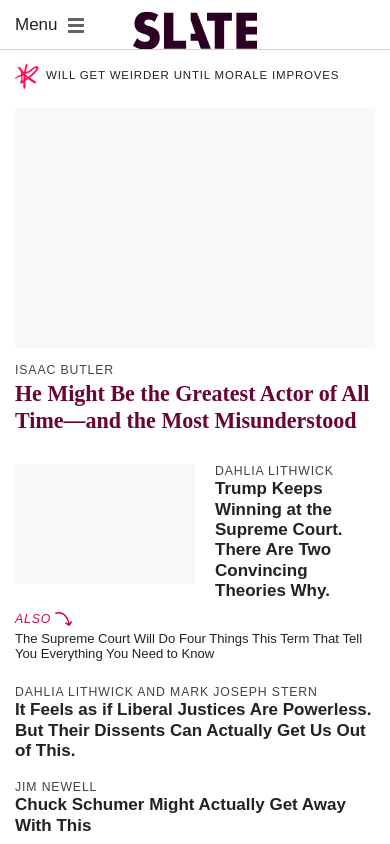 Menu
SLATE
WILL GET WEIRDER UNTIL MORALE IMPROVES
ISAAC BUTLER
He Might Be the Greatest Actor of All
Time—and the Most Misunderstood
DAHLIA LITHWICK
Trump Keeps
Winning at the
Supreme Court.
There Are Two
Convincing
Theories Why.
ALSO
The Supreme Court Will Do Four Things This Term That Tell
You Everything You Need to Know
DAHLIA LITHWICK AND MARK JOSEPH STERN
It Feels as if Liberal Justices Are Powerless.
But Their Dissents Can Actually Get Us Out
of This.
JIM NEWELL
Chuck Schumer Might Actually Get Away
With This